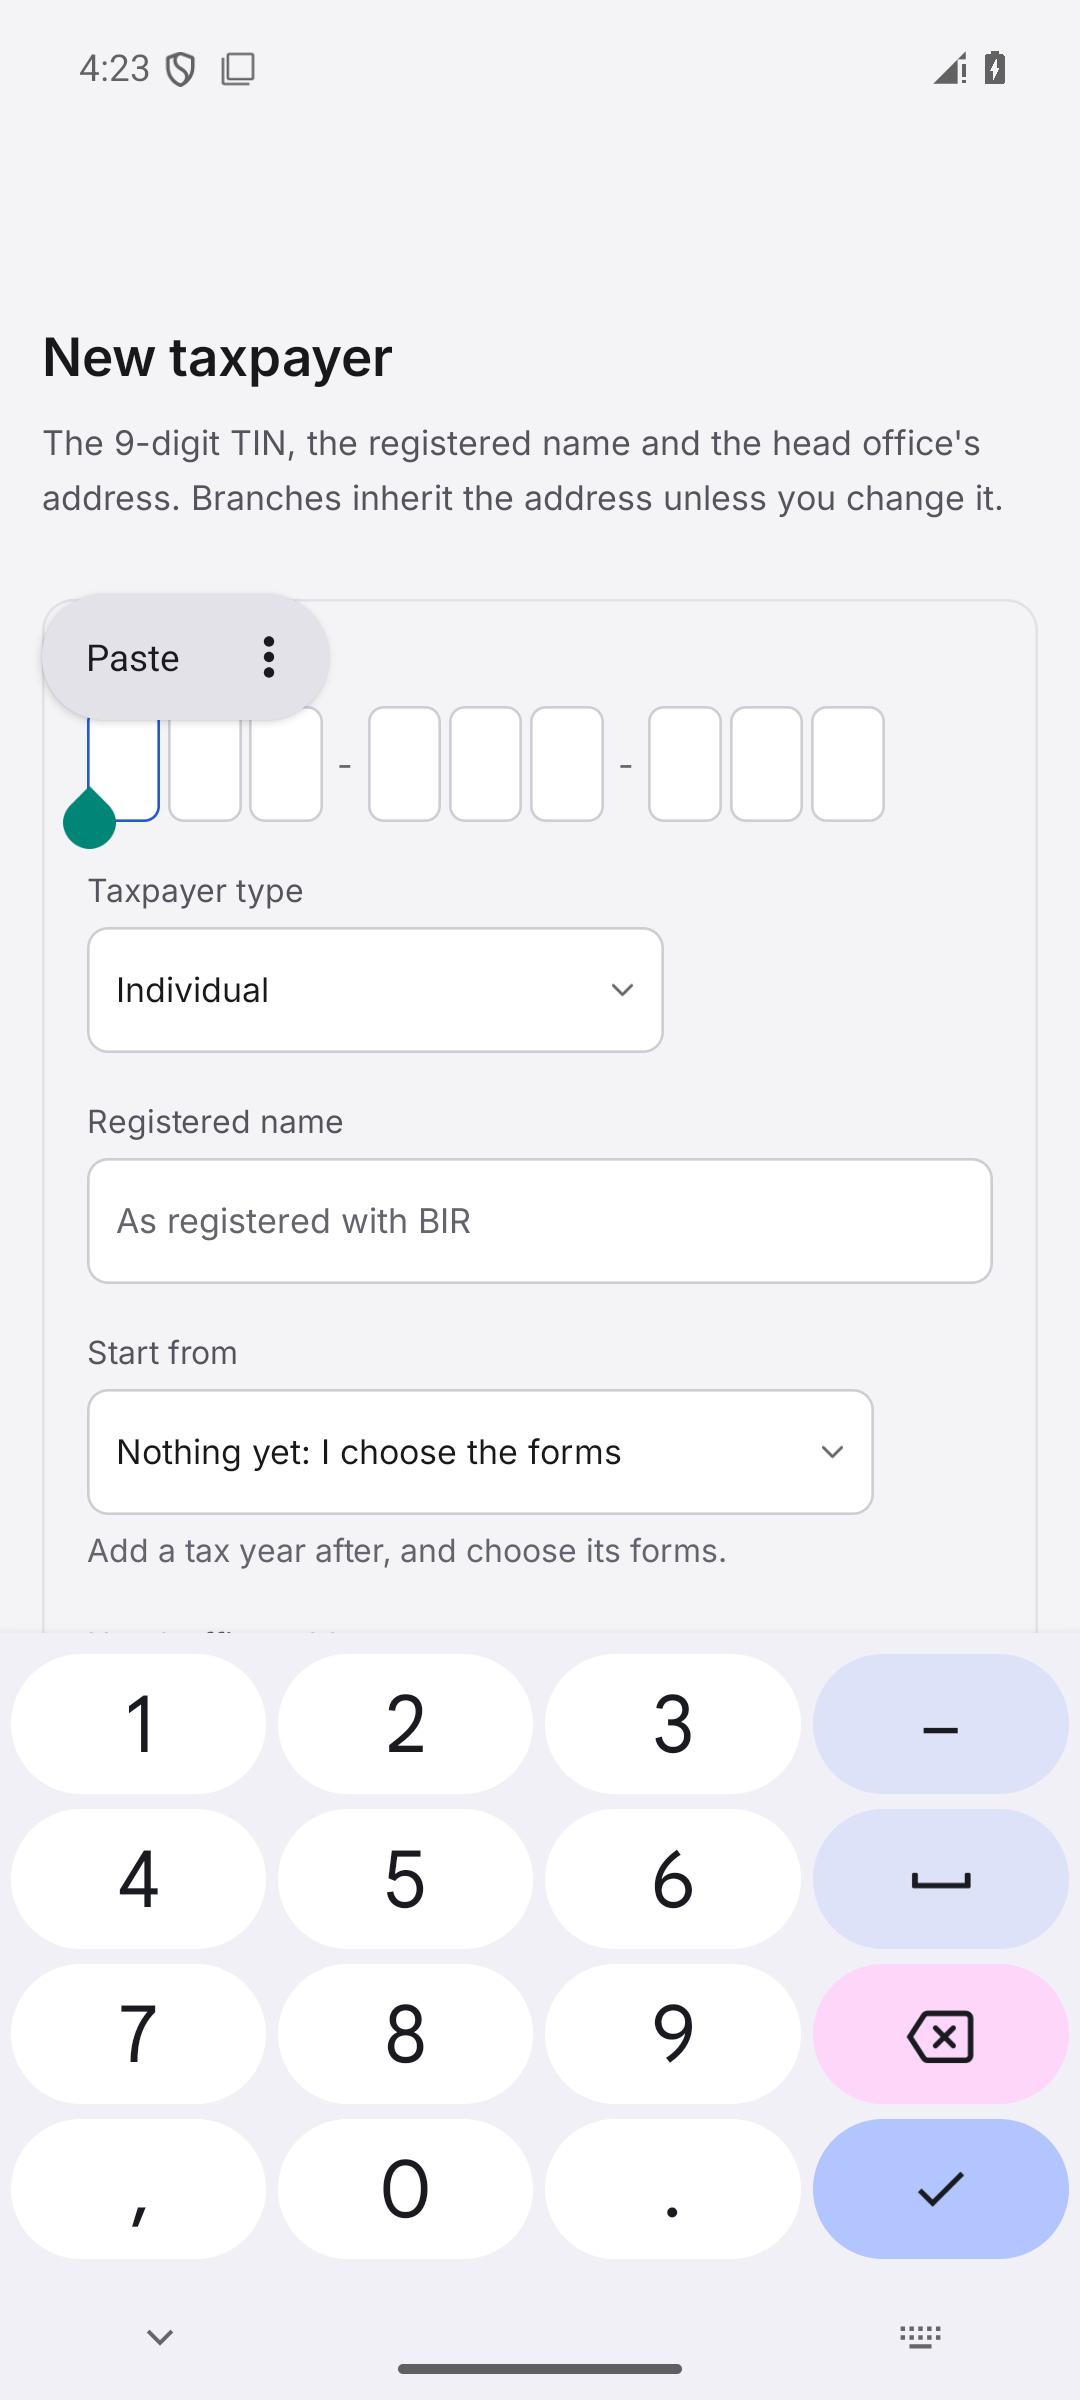 4:23
New taxpayer
The 9-digit TIN, the registered name and the head office's
address. Branches inherit the address unless you change it.
Paste
- -
Taxpayer type
Individual
Registered name
As registered with BIR
Start from
Nothing yet: I choose the forms
Add a tax year after, and choose its forms.
1 2 3 –
4 5 6
7 8 9
, 0 .